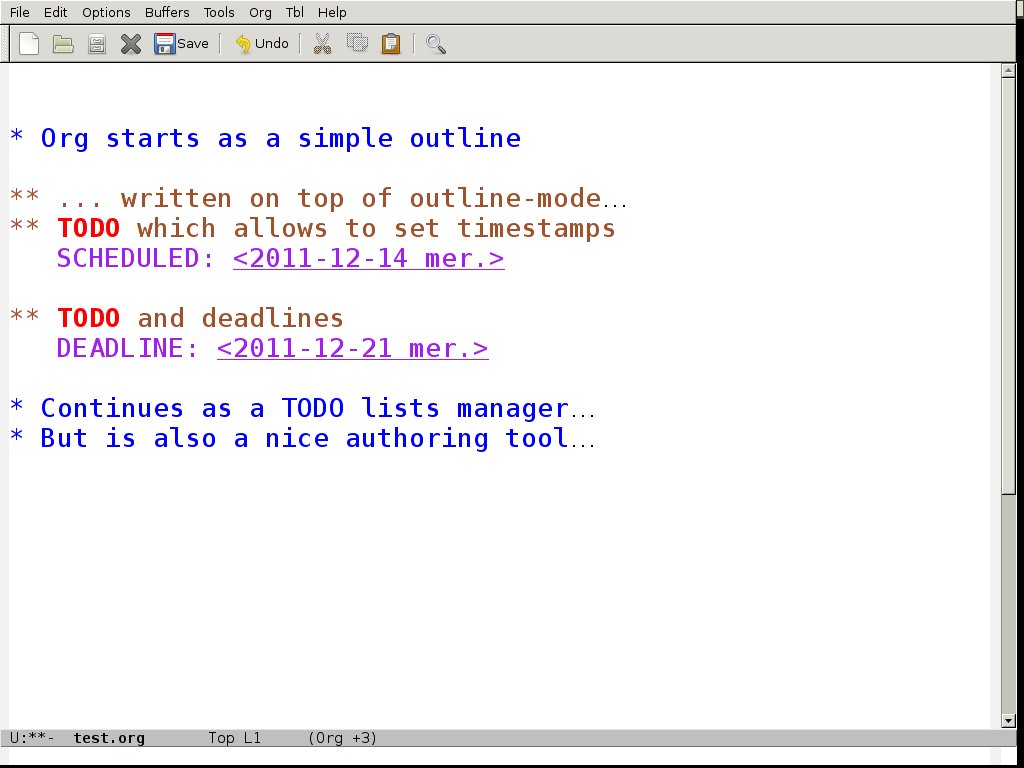 File Edit Options Buffers Tools Org Tbl Help
Save Undo
* Org starts as a simple outline
** ... written on top of outline-mode...
** TODO which allows to set timestamps
SCHEDULED: <2011-12-14 mer.>
** TODO and deadlines
DEADLINE: <2011-12-21 mer.>
* Continues as a TODO lists manager...
* But is also a nice authoring tool...
U:**- test.org Top L1 (Org +3)